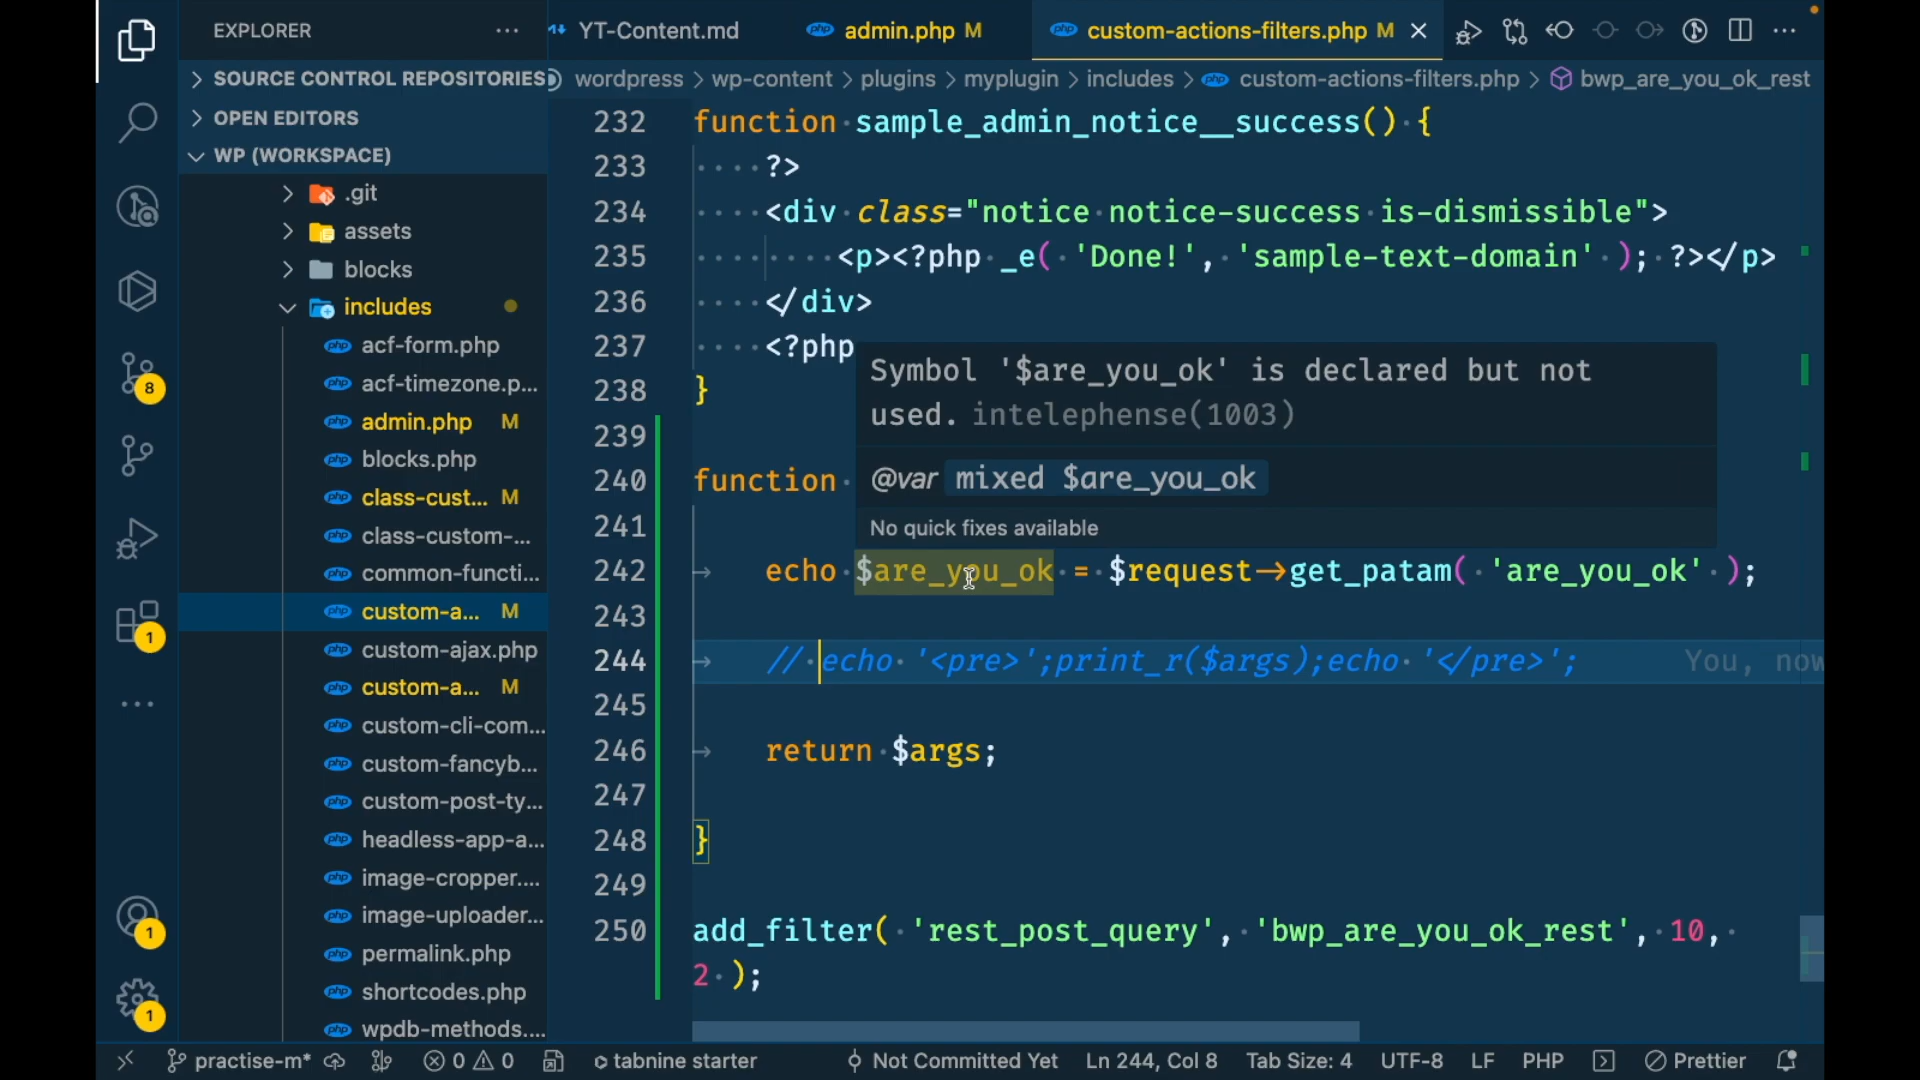 EXPLORER
SOURCE CONTROL REPOSITORIES
OPEN EDITORS
WP (WORKSPACE)
.git
assets
blocks
includes
acf-form.php
acf-timezone.p...
admin.php M
blocks.php
class-cust... M
class-custom-...
common-functi...
custom-a... M
custom-ajax.php
custom-a... M
custom-cli-com...
custom-fancyb...
custom-post-ty...
headless-app-a...
image-cropper....
image-uploader...
permalink.php
shortcodes.php
wpdb-methods....
8
1
1
1
YT-Content.md
admin.php M
custom-actions-filters.php M
wordpress > wp-content > plugins > myplugin > includes > custom-actions-filters.php > bwp_are_you_ok_rest
232 function sample_admin_notice__success() {
233 ?>
234 <div class="notice notice-success is-dismissible">
235 <p><?php _e( 'Done!', 'sample-text-domain' ); ?></p>
236 </div>
237 <?php
238 }
239
240 function
241
242 echo $are_you_ok = $request->get_patam( 'are_you_ok' );
243
244 // echo '<pre>';print_r($args);echo '</pre>'; You, now
245
246 return $args;
247
248 }
249
250 add_filter( 'rest_post_query', 'bwp_are_you_ok_rest', 10,
2 );
Symbol '$are_you_ok' is declared but not
used. intelephense(1003)
@var mixed $are_you_ok
No quick fixes available
practise-m* 0 0 tabnine starter Not Committed Yet Ln 244, Col 8 Tab Size: 4 UTF-8 LF PHP Prettier